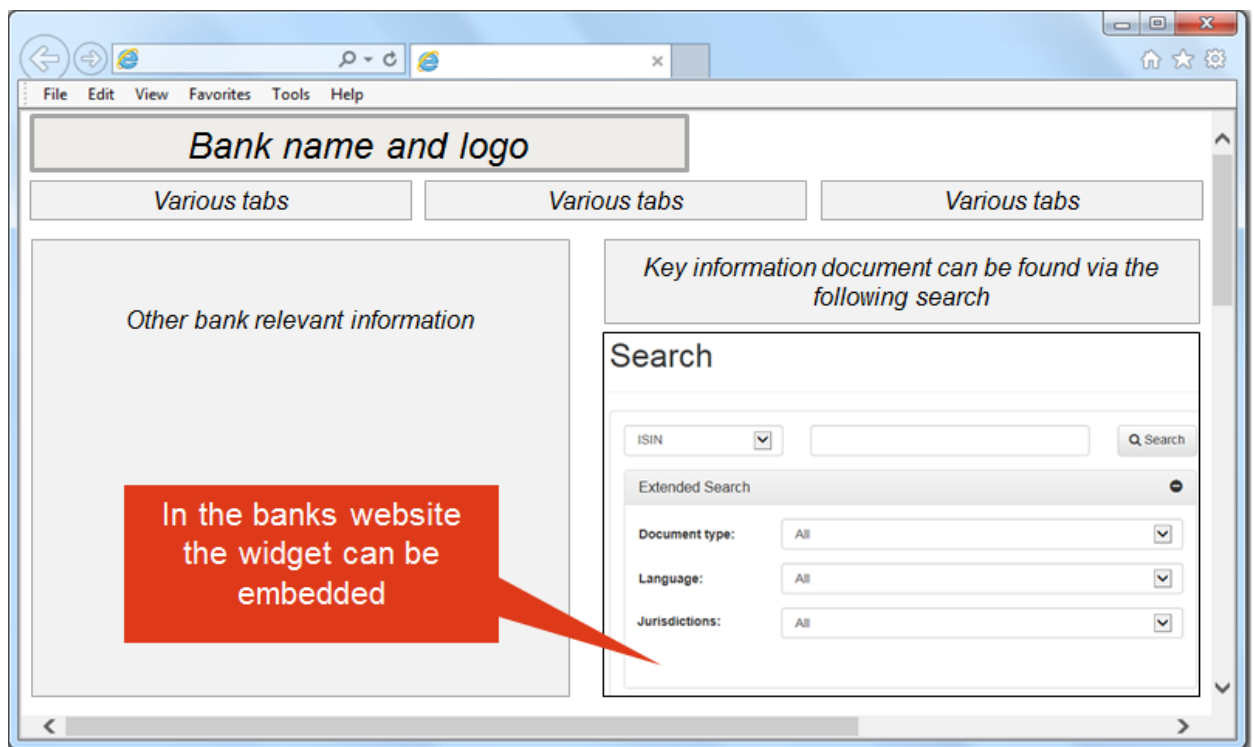 File Edit View Favorites Tools Help
Bank name and logo
Various tabs
Various tabs
Various tabs
Other bank relevant information
Key information document can be found via the
following search
Search
ISIN
Search
Extended Search
Document type:
All
Language:
All
Jurisdictions:
All
In the banks website
the widget can be
embedded